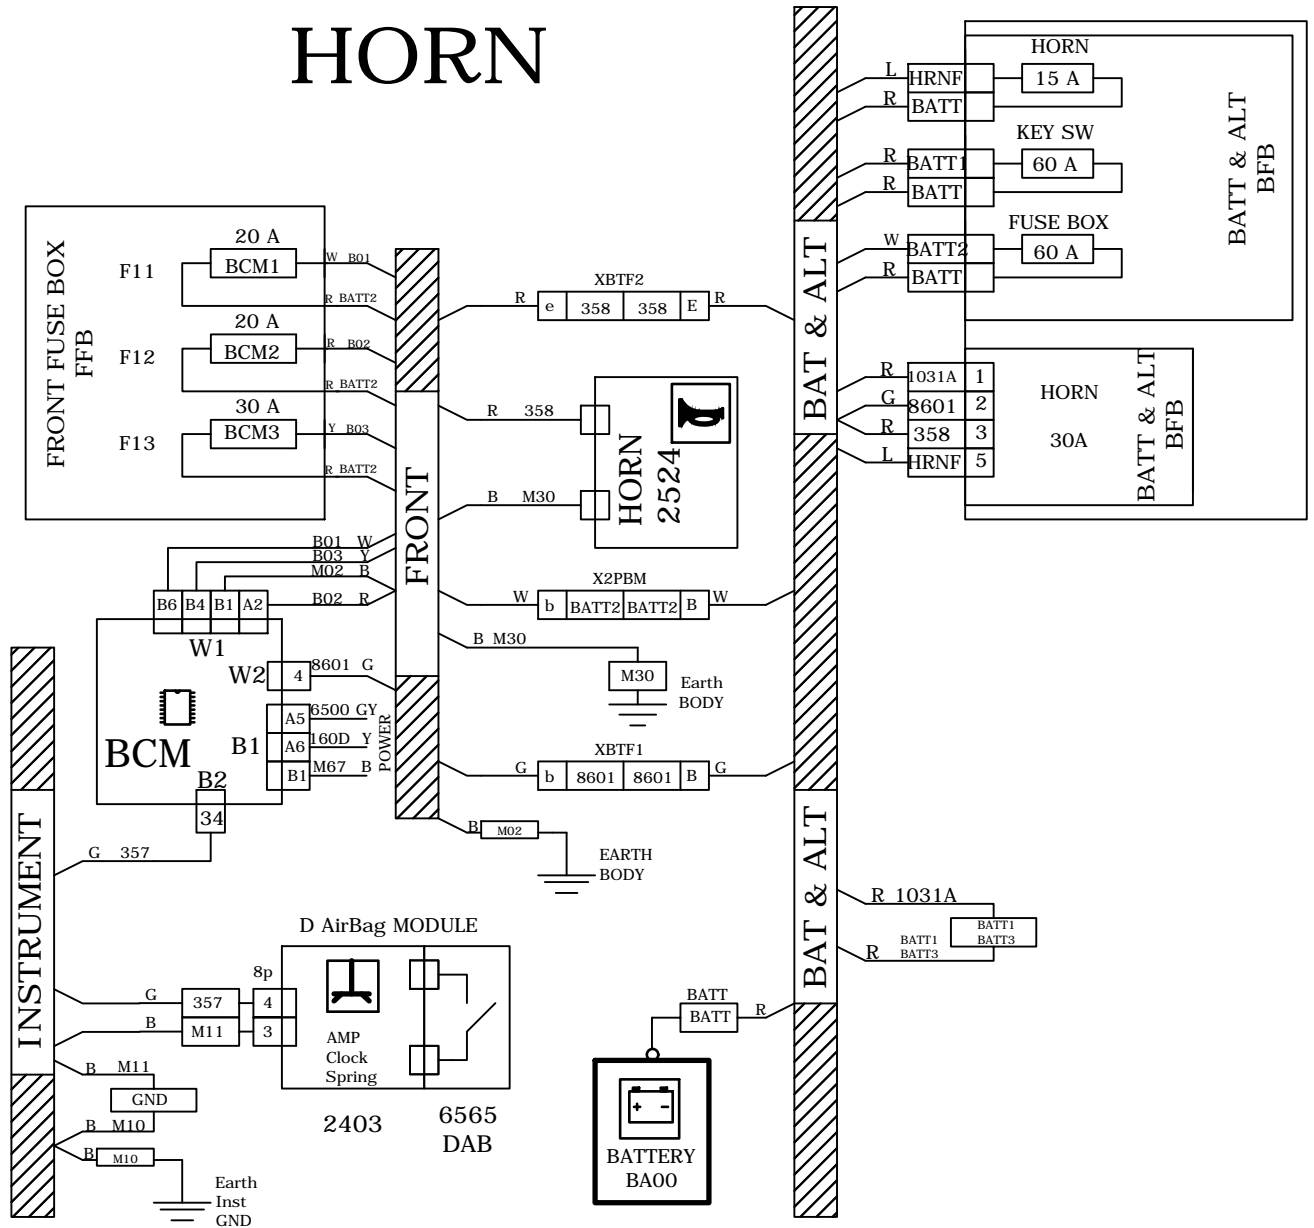 HORN
FRONT FUSE BOX
FFB
F11
20 A
BCM1
W B01
R BATT2
F12
20 A
BCM2
R B02
R BATT2
F13
30 A
BCM3
Y B03
R BATT2
B01 W
B03 Y
M02 B
B02 R
B6 B4 B1 A2
W1
W2
4
8601 G
BCM
B1
A5
6500 GY
A6
160D Y
B1
M67 B
POWER
B2
34
G 357
FRONT
R
XBTF2
e 358 358 E
R
R 358
B M30
HORN
2524
W
X2PBM
b BATT2 BATT2 B
W
B M30
M30
Earth
BODY
G
XBTF1
b 8601 8601 B
G
B
M02
EARTH
BODY
BAT & ALT
BAT & ALT
L
HRNF
HORN
15 A
R
BATT
R
BATT1
KEY SW
60 A
R
BATT
W
BATT2
FUSE BOX
60 A
R
BATT
BATT & ALT
BFB
R
1031A 1
G
8601 2
R
358 3
L
HRNF 5
HORN
30A
BATT & ALT
BFB
R 1031A
BATT1
BATT3
R
BATT1
BATT3
BATT
BATT
R
BATTERY
BA00
INSTRUMENT
D AirBag MODULE
8p
G
357
4
B
M11
3
AMP
Clock
Spring
2403
6565
DAB
B M11
GND
B M10
B
M10
Earth
Inst
GND